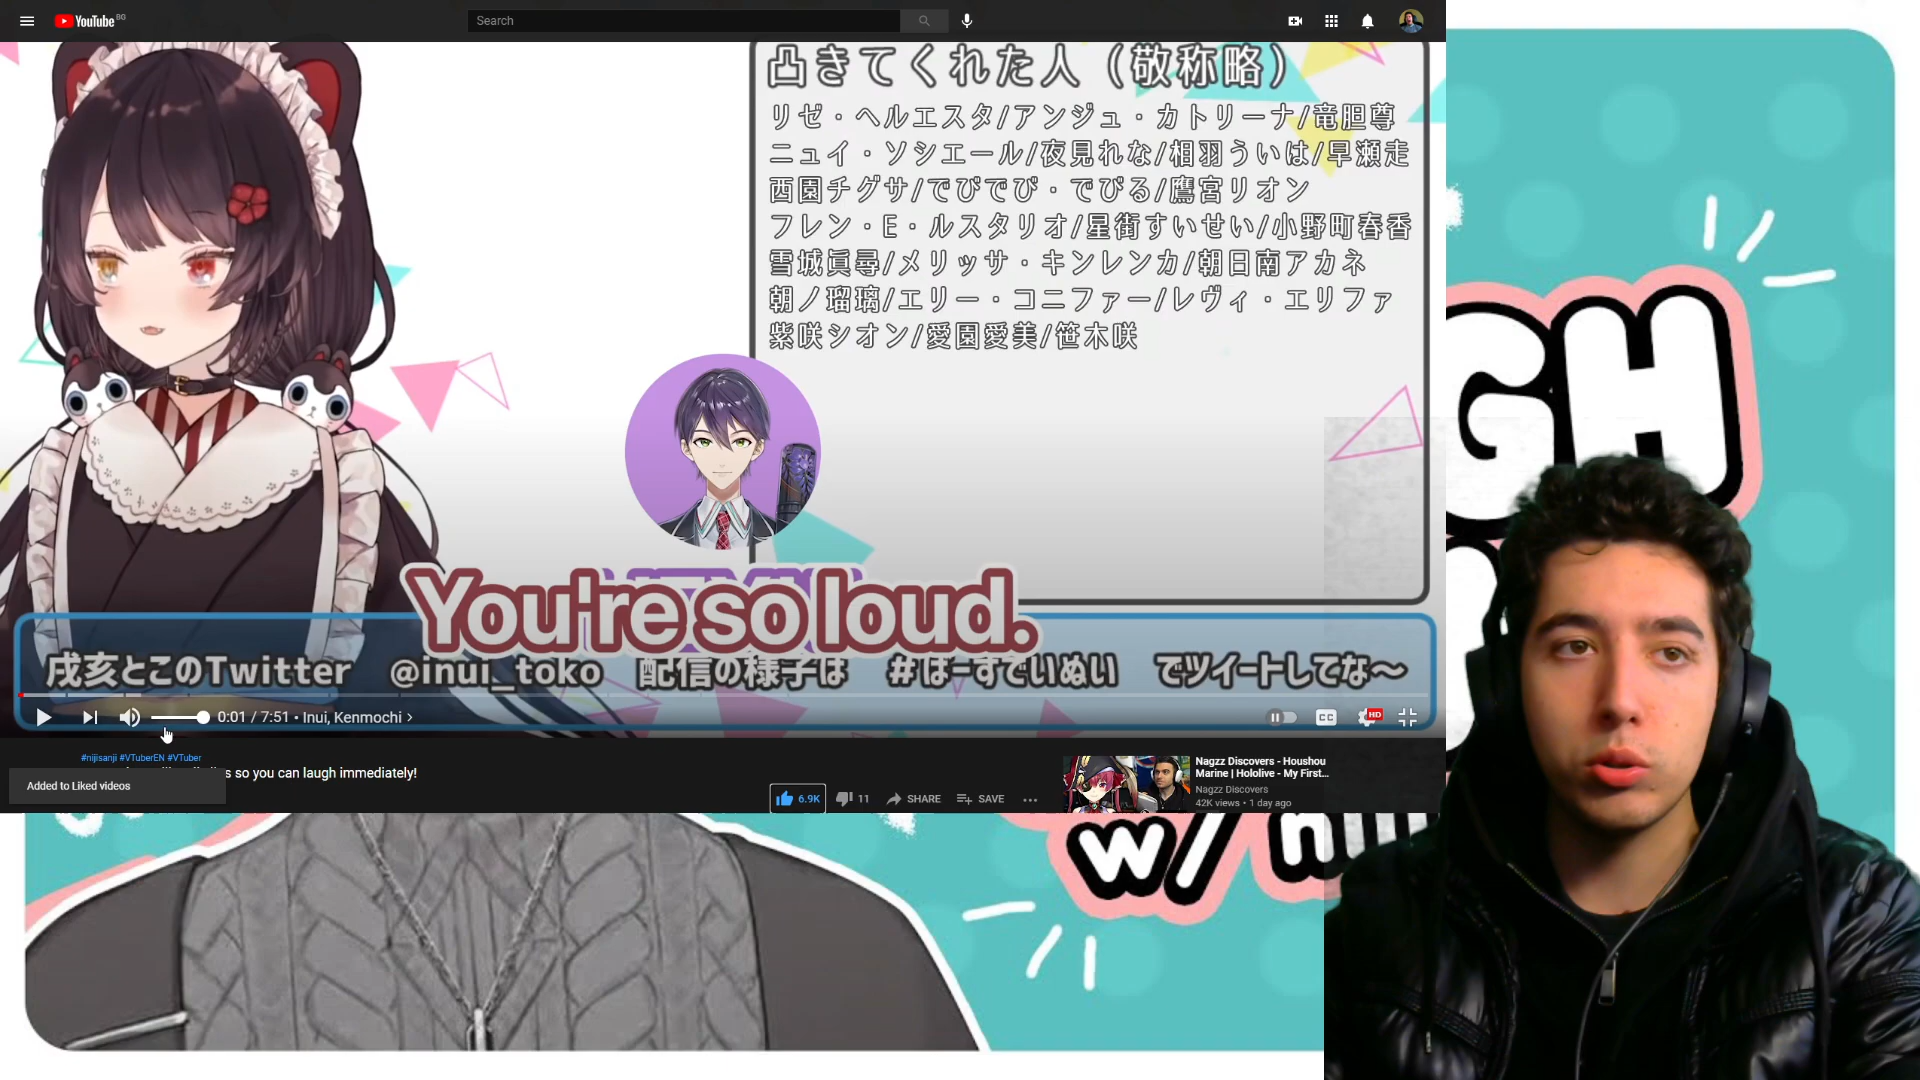 YouTube BG
Search
凸きてくれた人（敬称略）
リゼ・ヘルエスタ/アンジュ・カトリーナ/竜胆尊
ニュイ・ソシエール/夜見れな/相羽ういは/早瀬走
西園チグサ/でびでび・でびる/鷹宮リオン
フレン・E・ルスタリオ/星街すいせい/小野町春香
雪城眞尋/メリッサ・キンレンカ/朝日南アカネ
朝ノ瑠璃/エリー・コニファー/レヴィ・エリファ
紫咲シオン/愛園愛美/笹木咲
GH
You're so loud.
戌亥とこのTwitter @inui_toko 配信の様子は #ばーすでいぬい でツイートしてな～
0:01 / 7:51 • Inui, Kenmochi >
CC HD
#nijisanji #VTuberEN #VTuber
so you can laugh immediately!
Added to Liked videos
6.9K 11 SHARE SAVE ...
Nagzz Discovers - Houshou
Marine | Hololive - My First...
Nagzz Discovers
42K views • 1 day ago
w/